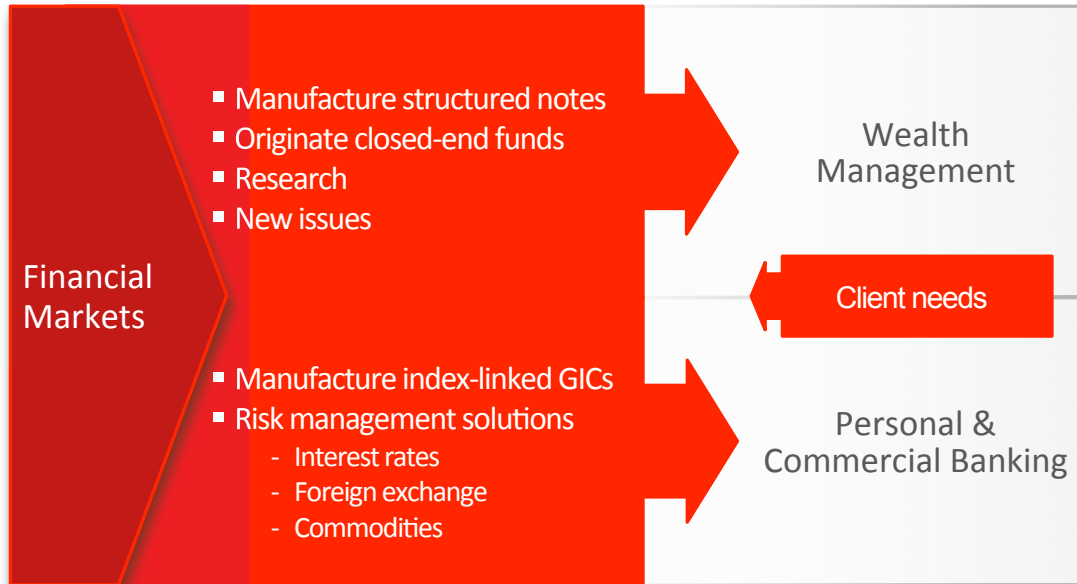 Financial
Markets
▪ Manufacture structured notes
▪ Originate closed-end funds
▪ Research
▪ New issues
Wealth
Management
Client needs
▪ Manufacture index-linked GICs
▪ Risk management solutions
- Interest rates
- Foreign exchange
- Commodities
Personal &
Commercial Banking